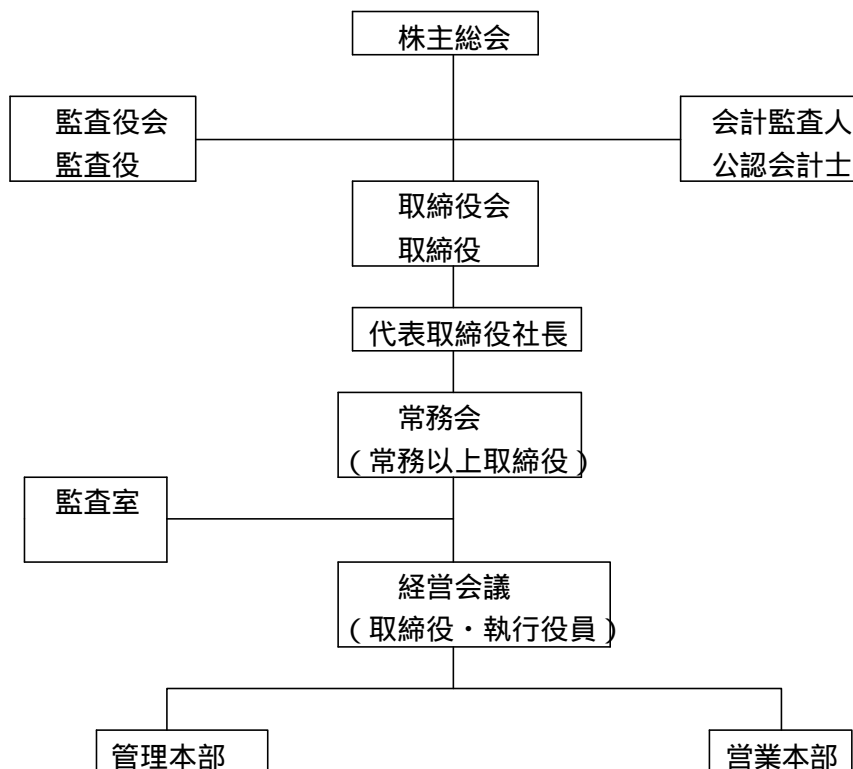 株主総会
監査役会
監査役
会計監査人
公認会計士
取締役会
取締役
代表取締役社長
常務会
（常務以上取締役）
監査室
経営会議
（取締役・執行役員）
管理本部
営業本部